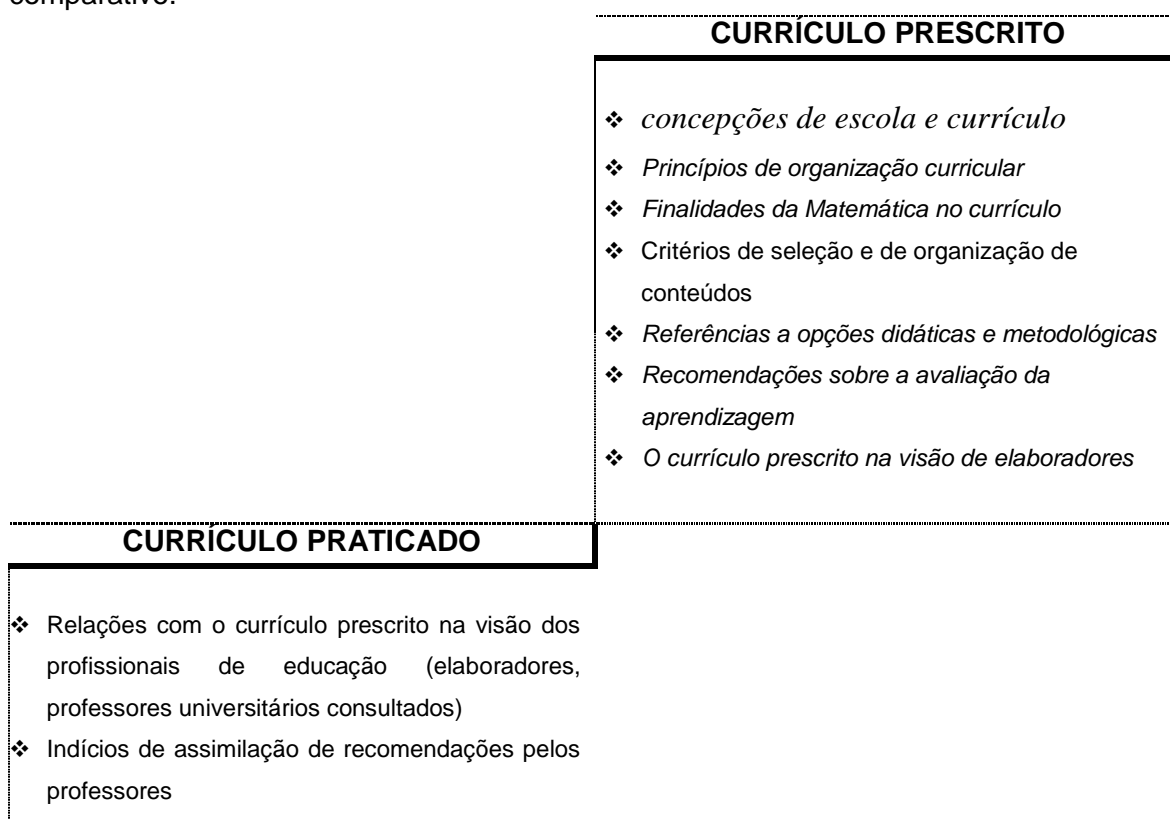 comparativo.
CURRÍCULO PRESCRITO
❖ concepções de escola e currículo
❖ Princípios de organização curricular
❖ Finalidades da Matemática no currículo
❖ Critérios de seleção e de organização de
conteúdos
❖ Referências a opções didáticas e metodológicas
❖ Recomendações sobre a avaliação da
aprendizagem
❖ O currículo prescrito na visão de elaboradores
CURRÍCULO PRATICADO
❖ Relações com o currículo prescrito na visão dos
profissionais de educação (elaboradores,
professores universitários consultados)
❖ Indícios de assimilação de recomendações pelos
professores